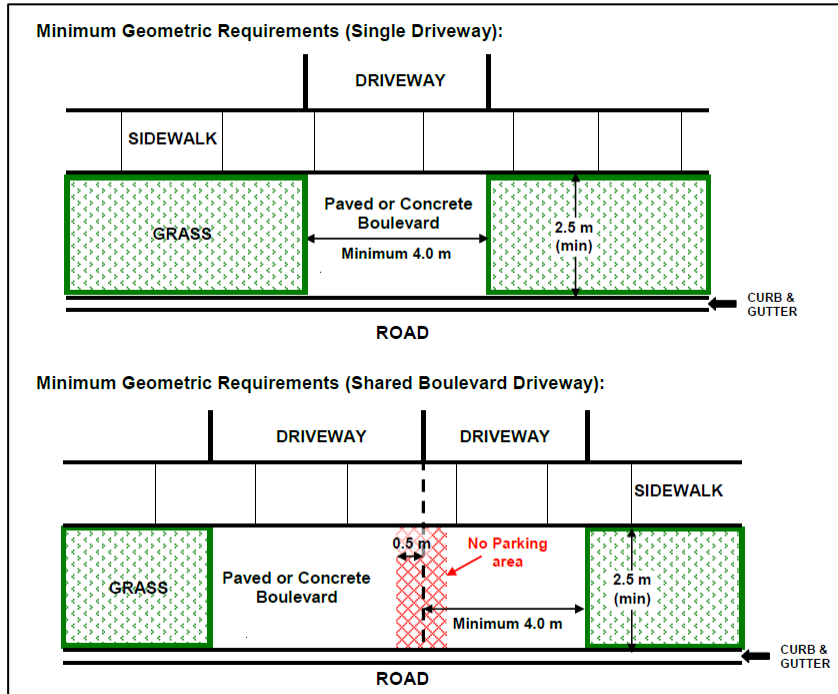 Minimum Geometric Requirements (Single Driveway):
DRIVEWAY
SIDEWALK
Paved or Concrete
Boulevard
GRASS
2.5 m
(min)
Minimum 4.0 m
CURB &
GUTTER
ROAD
Minimum Geometric Requirements (Shared Boulevard Driveway):
DRIVEWAY
DRIVEWAY
SIDEWALK
0.5 m
No Parking
area
GRASS
Paved or Concrete
Boulevard
2.5 m
(min)
Minimum 4.0 m
CURB &
GUTTER
ROAD